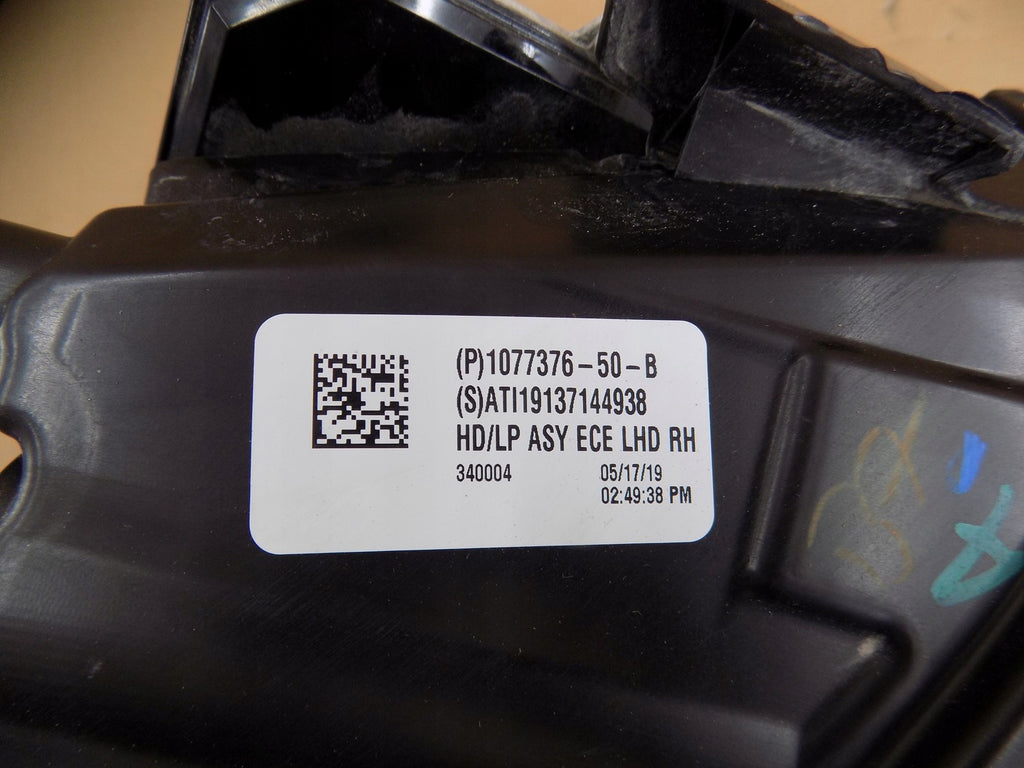 (P)1077376-50-B
(S)ATI19137144938
HD/LP ASY ECE LHD RH
340004 05/17/19
02:49:38 PM
A